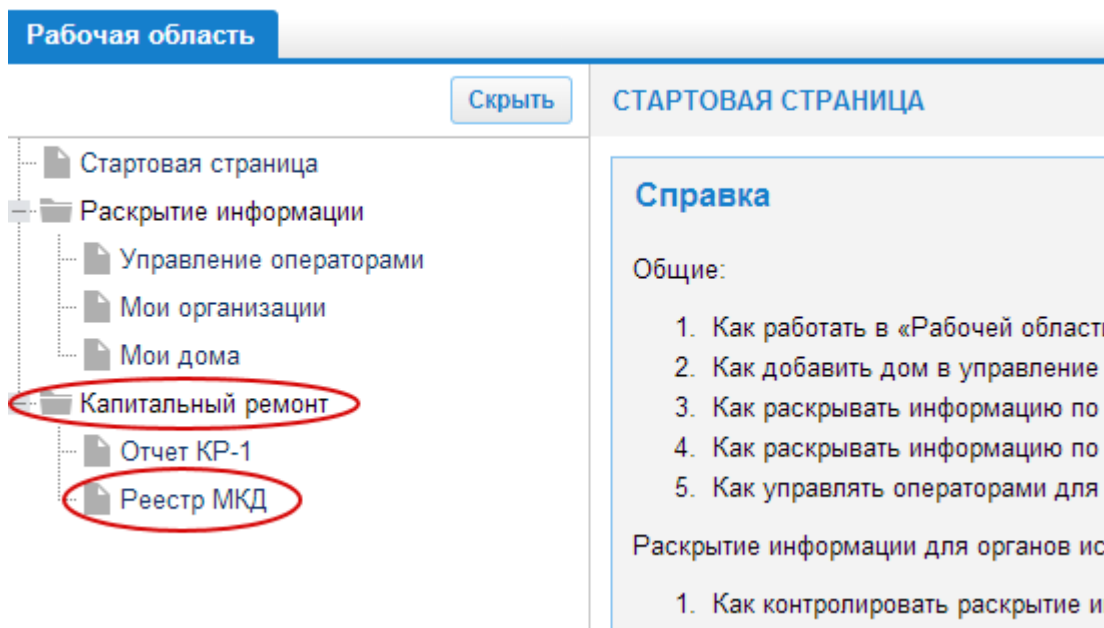 Рабочая область
Скрыть
СТАРТОВАЯ СТРАНИЦА
Стартовая страница
Раскрытие информации
Управление операторами
Мои организации
Мои дома
Капитальный ремонт
Отчет КР-1
Реестр МКД
Справка
Общие:
1. Как работать в «Рабочей
2. Как добавить дом в управление
3. Как раскрывать информацию по
4. Как раскрывать информацию по
5. Как управлять операторами для
Раскрытие информации для органов
1. Как контролировать раскрытие